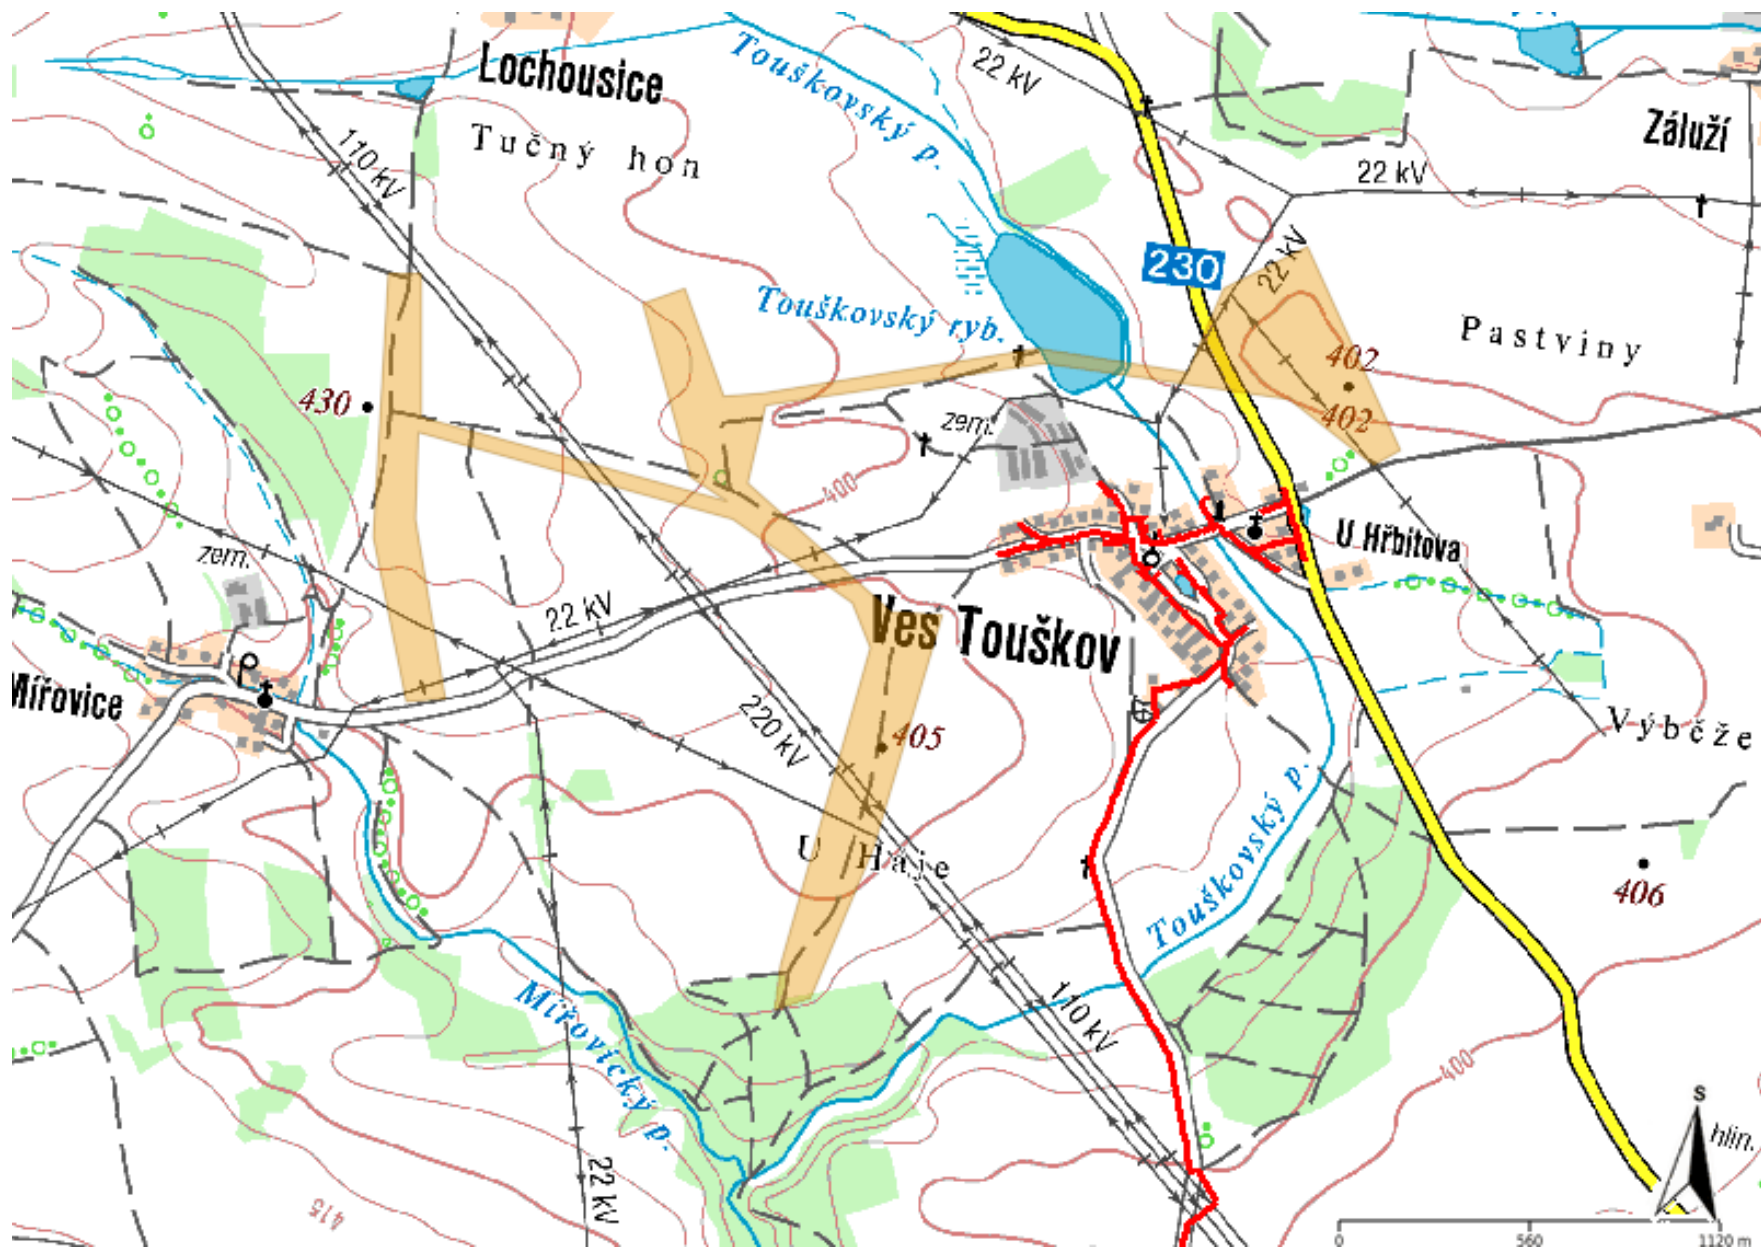 Lochousice
Touškovský p.
22 kV
Tučný hon
110 kV
Záluží
22 kV
230
22 kV
Touškovský ryb.
Pastviny
402
430
402
zem.
400
U Hřbitova
zem.
22 kV
Ves Touškov
Mířovice
220 kV
405
Výběže
U Háje
406
Touškovský p.
Mířovický p.
110 kV
400
S
hlin.
22 kV
415
0 560 1120 m